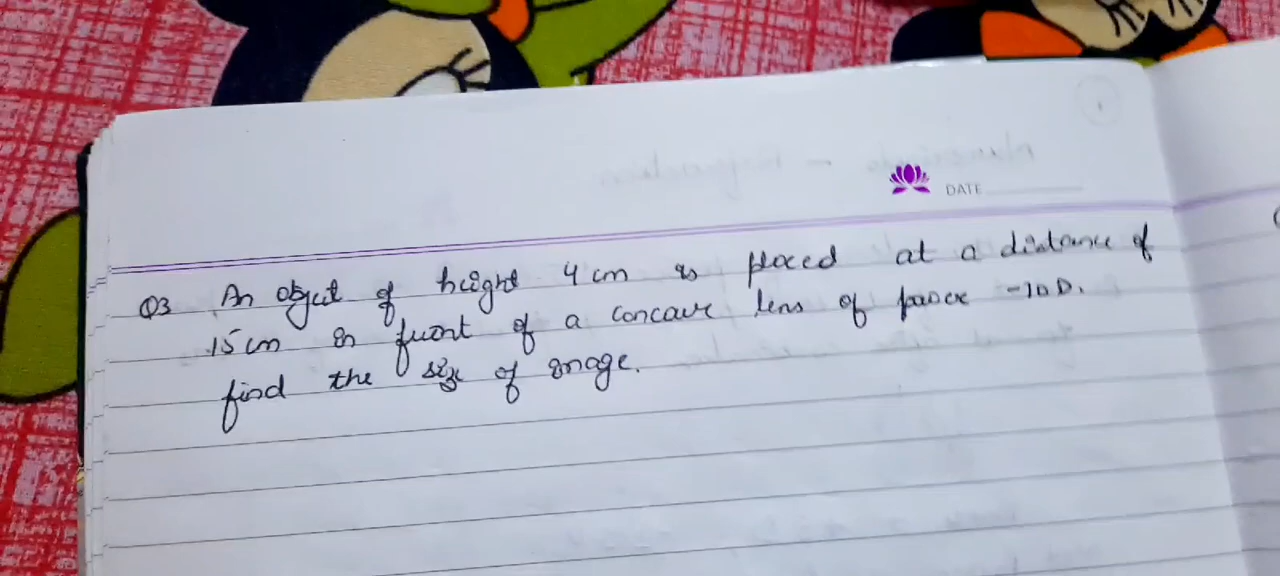 DATE
Q3 An object of height 4 cm is placed at a distance of
15 cm in front of a concave lens of power -10 D.
find the size of image.